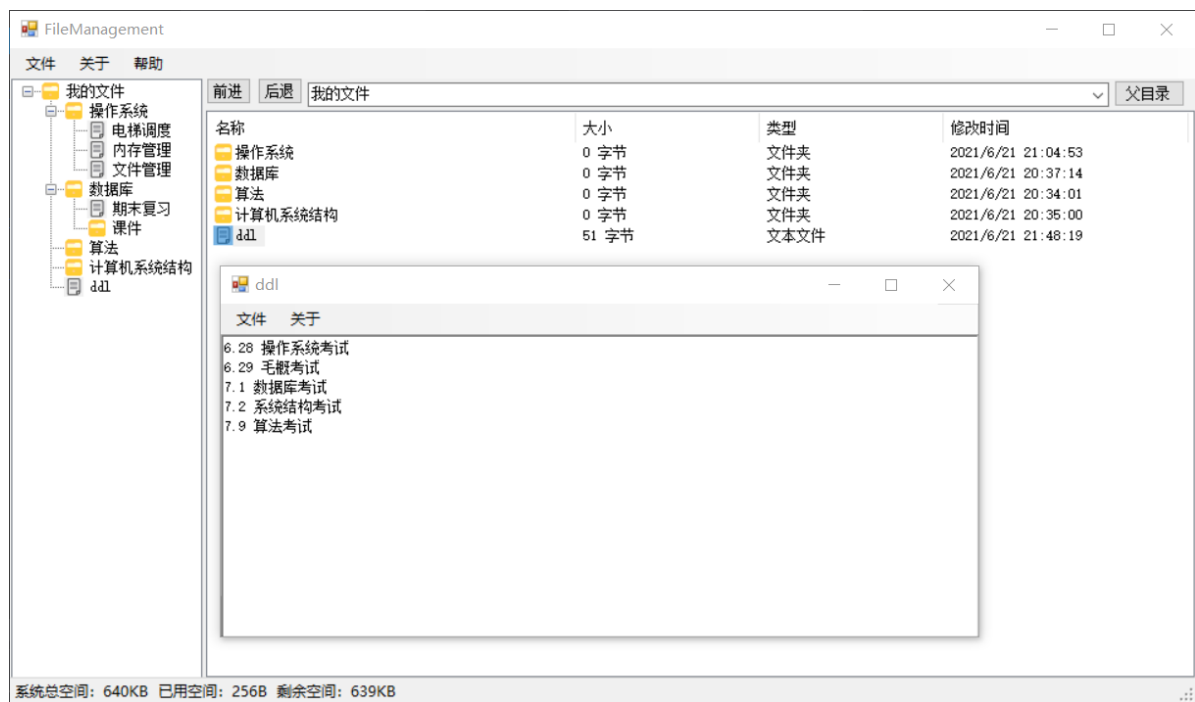 FileManagement
文件 关于 帮助
我的文件
操作系统
电梯调度
内存管理
文件管理
数据库
期末复习
课件
算法
计算机系统结构
ddl
前进 后退 我的文件 父目录
名称 大小 类型 修改时间
操作系统 0 字节 文件夹 2021/6/21 21:04:53
数据库 0 字节 文件夹 2021/6/21 20:37:14
算法 0 字节 文件夹 2021/6/21 20:34:01
计算机系统结构 0 字节 文件夹 2021/6/21 20:35:00
ddl 51 字节 文本文件 2021/6/21 21:48:19
ddl
文件 关于
6.28 操作系统考试
6.29 毛概考试
7.1 数据库考试
7.2 系统结构考试
7.9 算法考试
系统总空间: 640KB 已用空间: 256B 剩余空间: 639KB